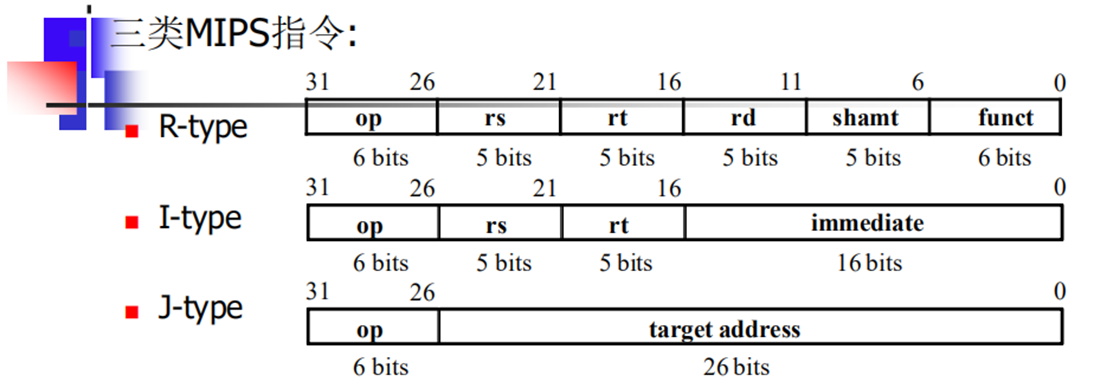 三类MIPS指令:
31 26 21 16 11 6 0
R-type op rs rt rd shamt funct
6 bits 5 bits 5 bits 5 bits 5 bits 6 bits
31 26 21 16 0
I-type op rs rt immediate
6 bits 5 bits 5 bits 16 bits
31 26 0
J-type op target address
6 bits 26 bits